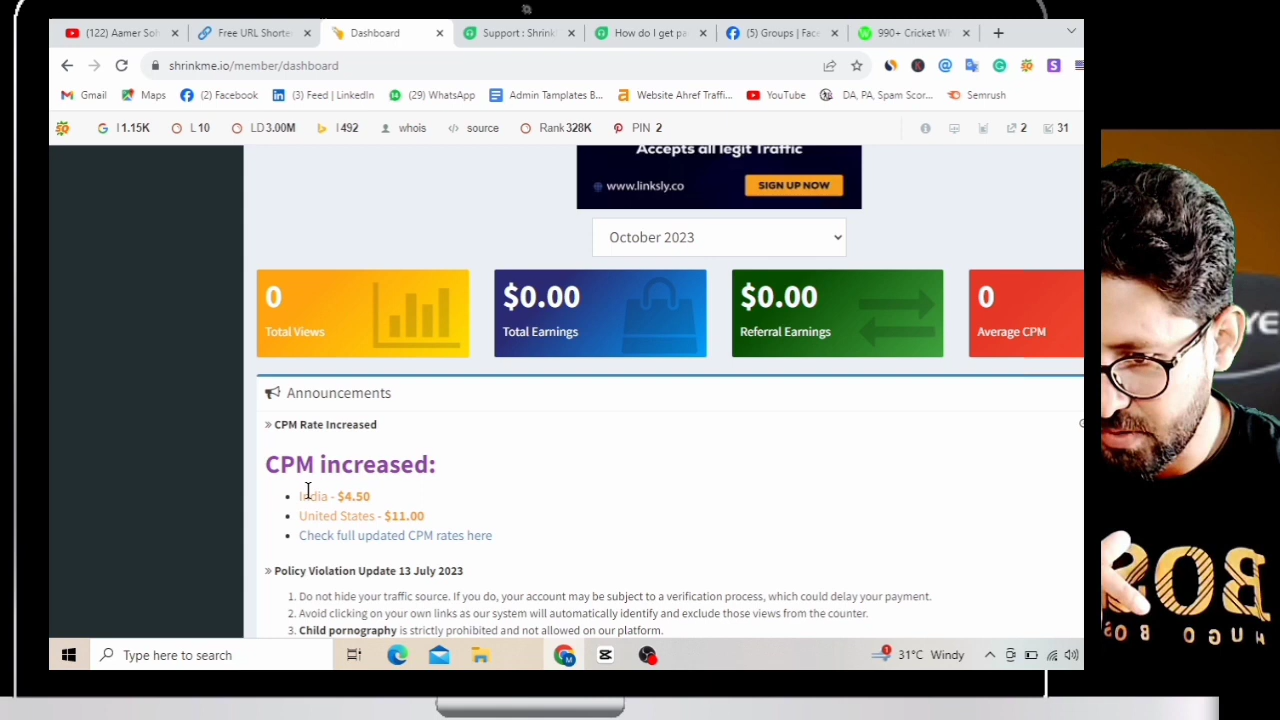 (122) Aamer Soh
Free URL Shorte
Dashboard
Support : Shrink
How do I get pa
(5) Groups | Face
990+ Cricket W
shrinkme.io/member/dashboard
Gmail
Maps
(2) Facebook
(3) Feed | LinkedIn
(29) WhatsApp
Admin Tamplates B...
Website Ahref Traffi...
YouTube
DA, PA, Spam Scor...
Semrush
I 1.15K
L 10
LD 3.00M
I 492
whois
source
Rank 328K
PIN 2
2
31
Accepts all legit Traffic
www.linksly.co
SIGN UP NOW
October 2023
0
Total Views
$0.00
Total Earnings
$0.00
Referral Earnings
0
Average CPM
Announcements
» CPM Rate Increased
CPM increased:
• India - $4.50
• United States - $11.00
• Check full updated CPM rates here
» Policy Violation Update 13 July 2023
1. Do not hide your traffic source. If you do, your account may be subject to a verification process, which could delay your payment.
2. Avoid clicking on your own links as our system will automatically identify and exclude those views from the counter.
3. Child pornography is strictly prohibited and not allowed on our platform.
Type here to search
31°C Windy
BOS
HUGO BOS